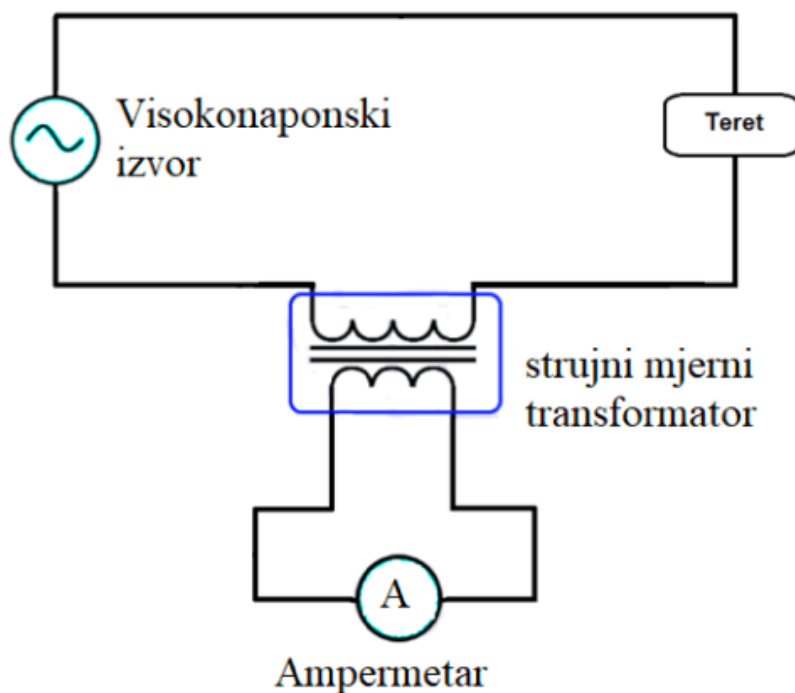 Visokonaponski
izvor
Teret
strujni mjerni
transformator
A
Ampermetar